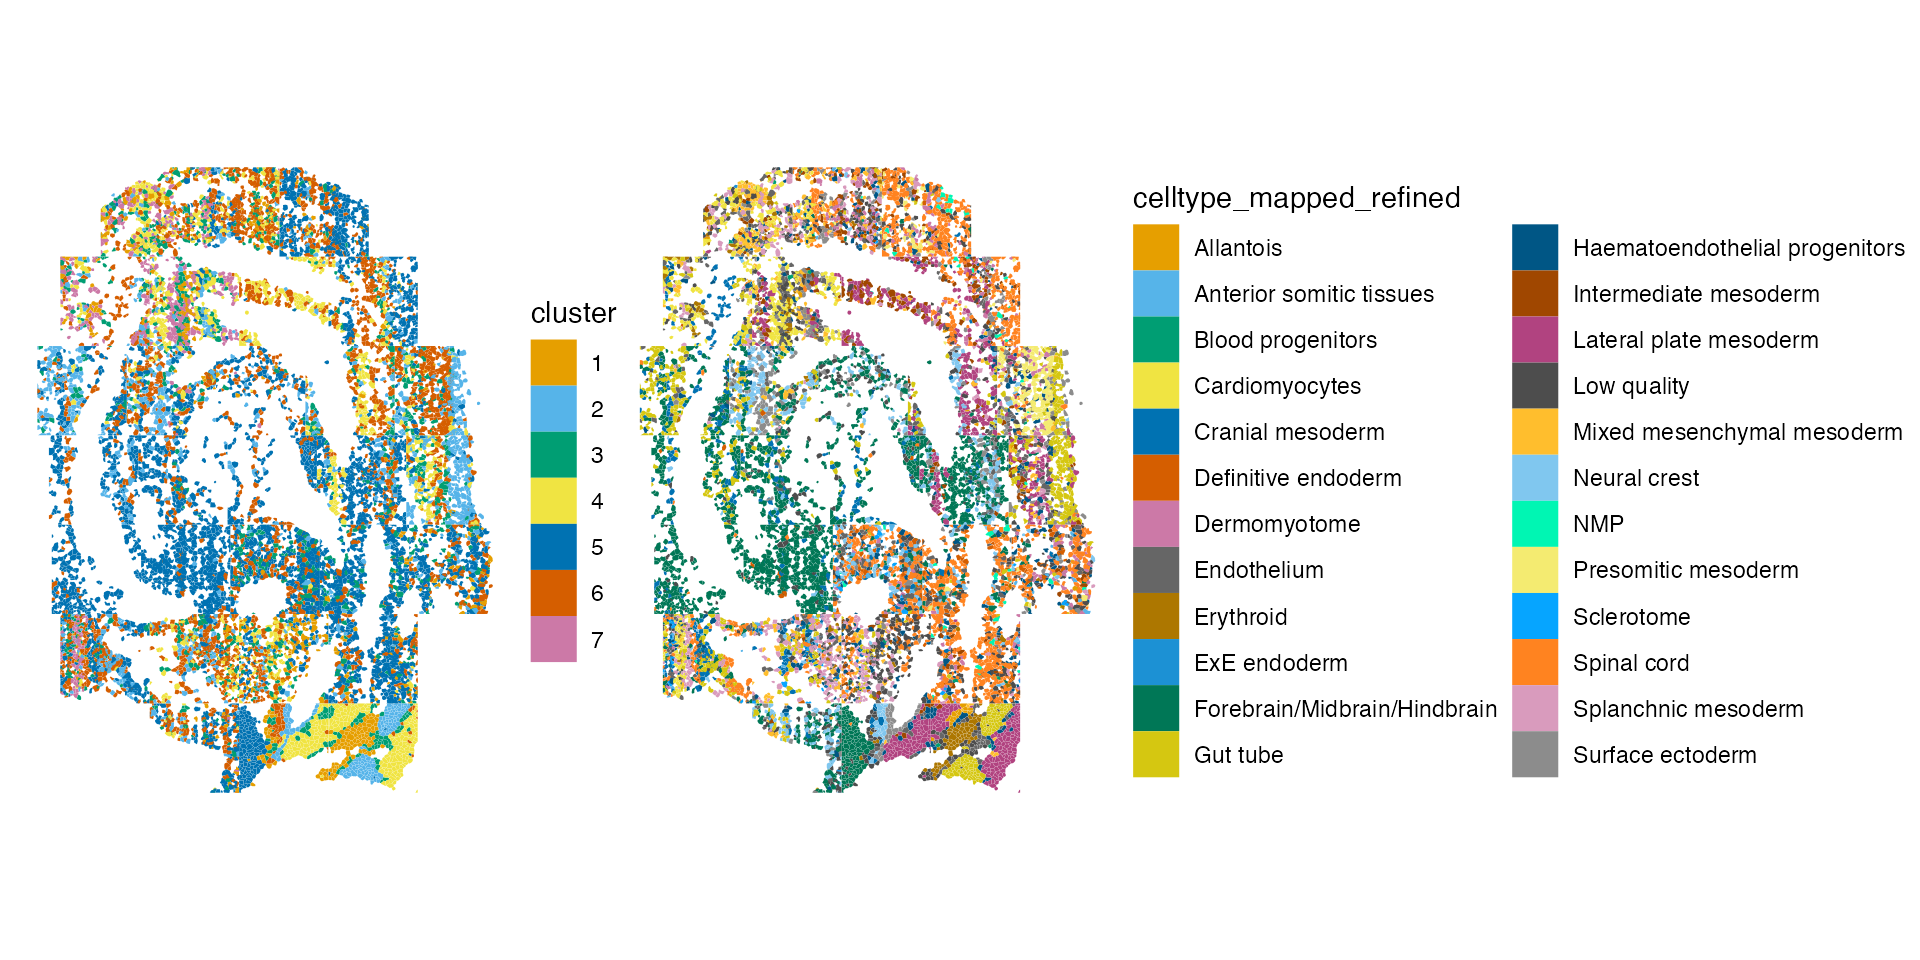 cluster
1
2
3
4
5
6
7
celltype_mapped_refined
Allantois
Anterior somitic tissues
Blood progenitors
Cardiomyocytes
Cranial mesoderm
Definitive endoderm
Dermomyotome
Endothelium
Erythroid
ExE endoderm
Forebrain/Midbrain/Hindbrain
Gut tube
Haematoendothelial progenitors
Intermediate mesoderm
Lateral plate mesoderm
Low quality
Mixed mesenchymal mesoderm
Neural crest
NMP
Presomitic mesoderm
Sclerotome
Spinal cord
Splanchnic mesoderm
Surface ectoderm